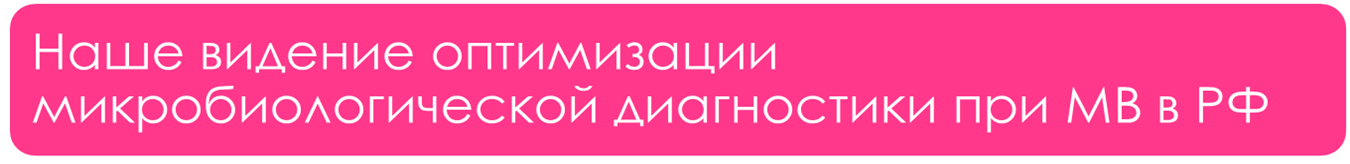 Наше видение оптимизации
микробиологической диагностики при МВ в РФ